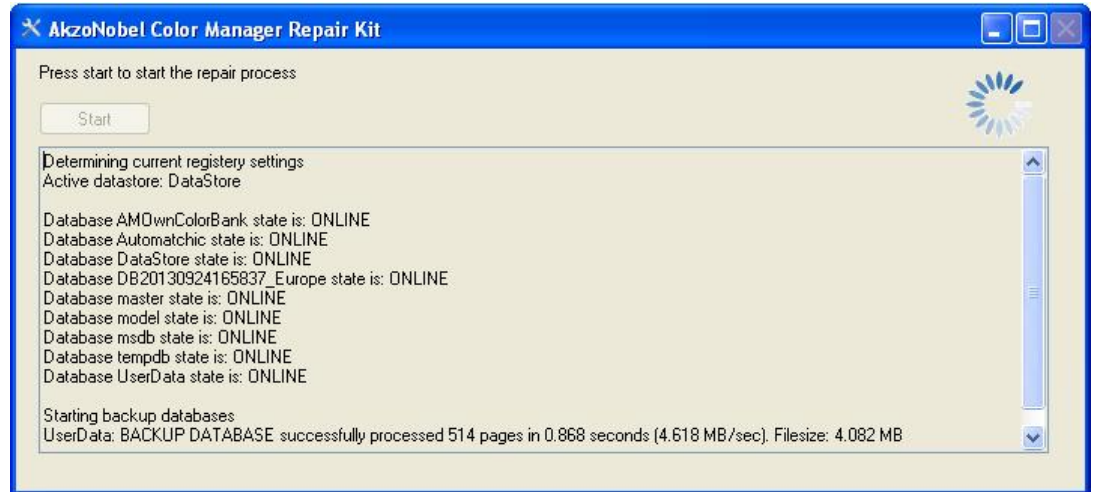 AkzoNobel Color Manager Repair Kit
Press start to start the repair process
Start
Determining current registery settings
Active datastore: DataStore
Database AMOwnColorBank state is: ONLINE
Database Automatchic state is: ONLINE
Database DataStore state is: ONLINE
Database DB20130924165837_Europe state is: ONLINE
Database master state is: ONLINE
Database model state is: ONLINE
Database msdb state is: ONLINE
Database tempdb state is: ONLINE
Database UserData state is: ONLINE
Starting backup databases
UserData: BACKUP DATABASE successfully processed 514 pages in 0.868 seconds (4.618 MB/sec). Filesize: 4.082 MB